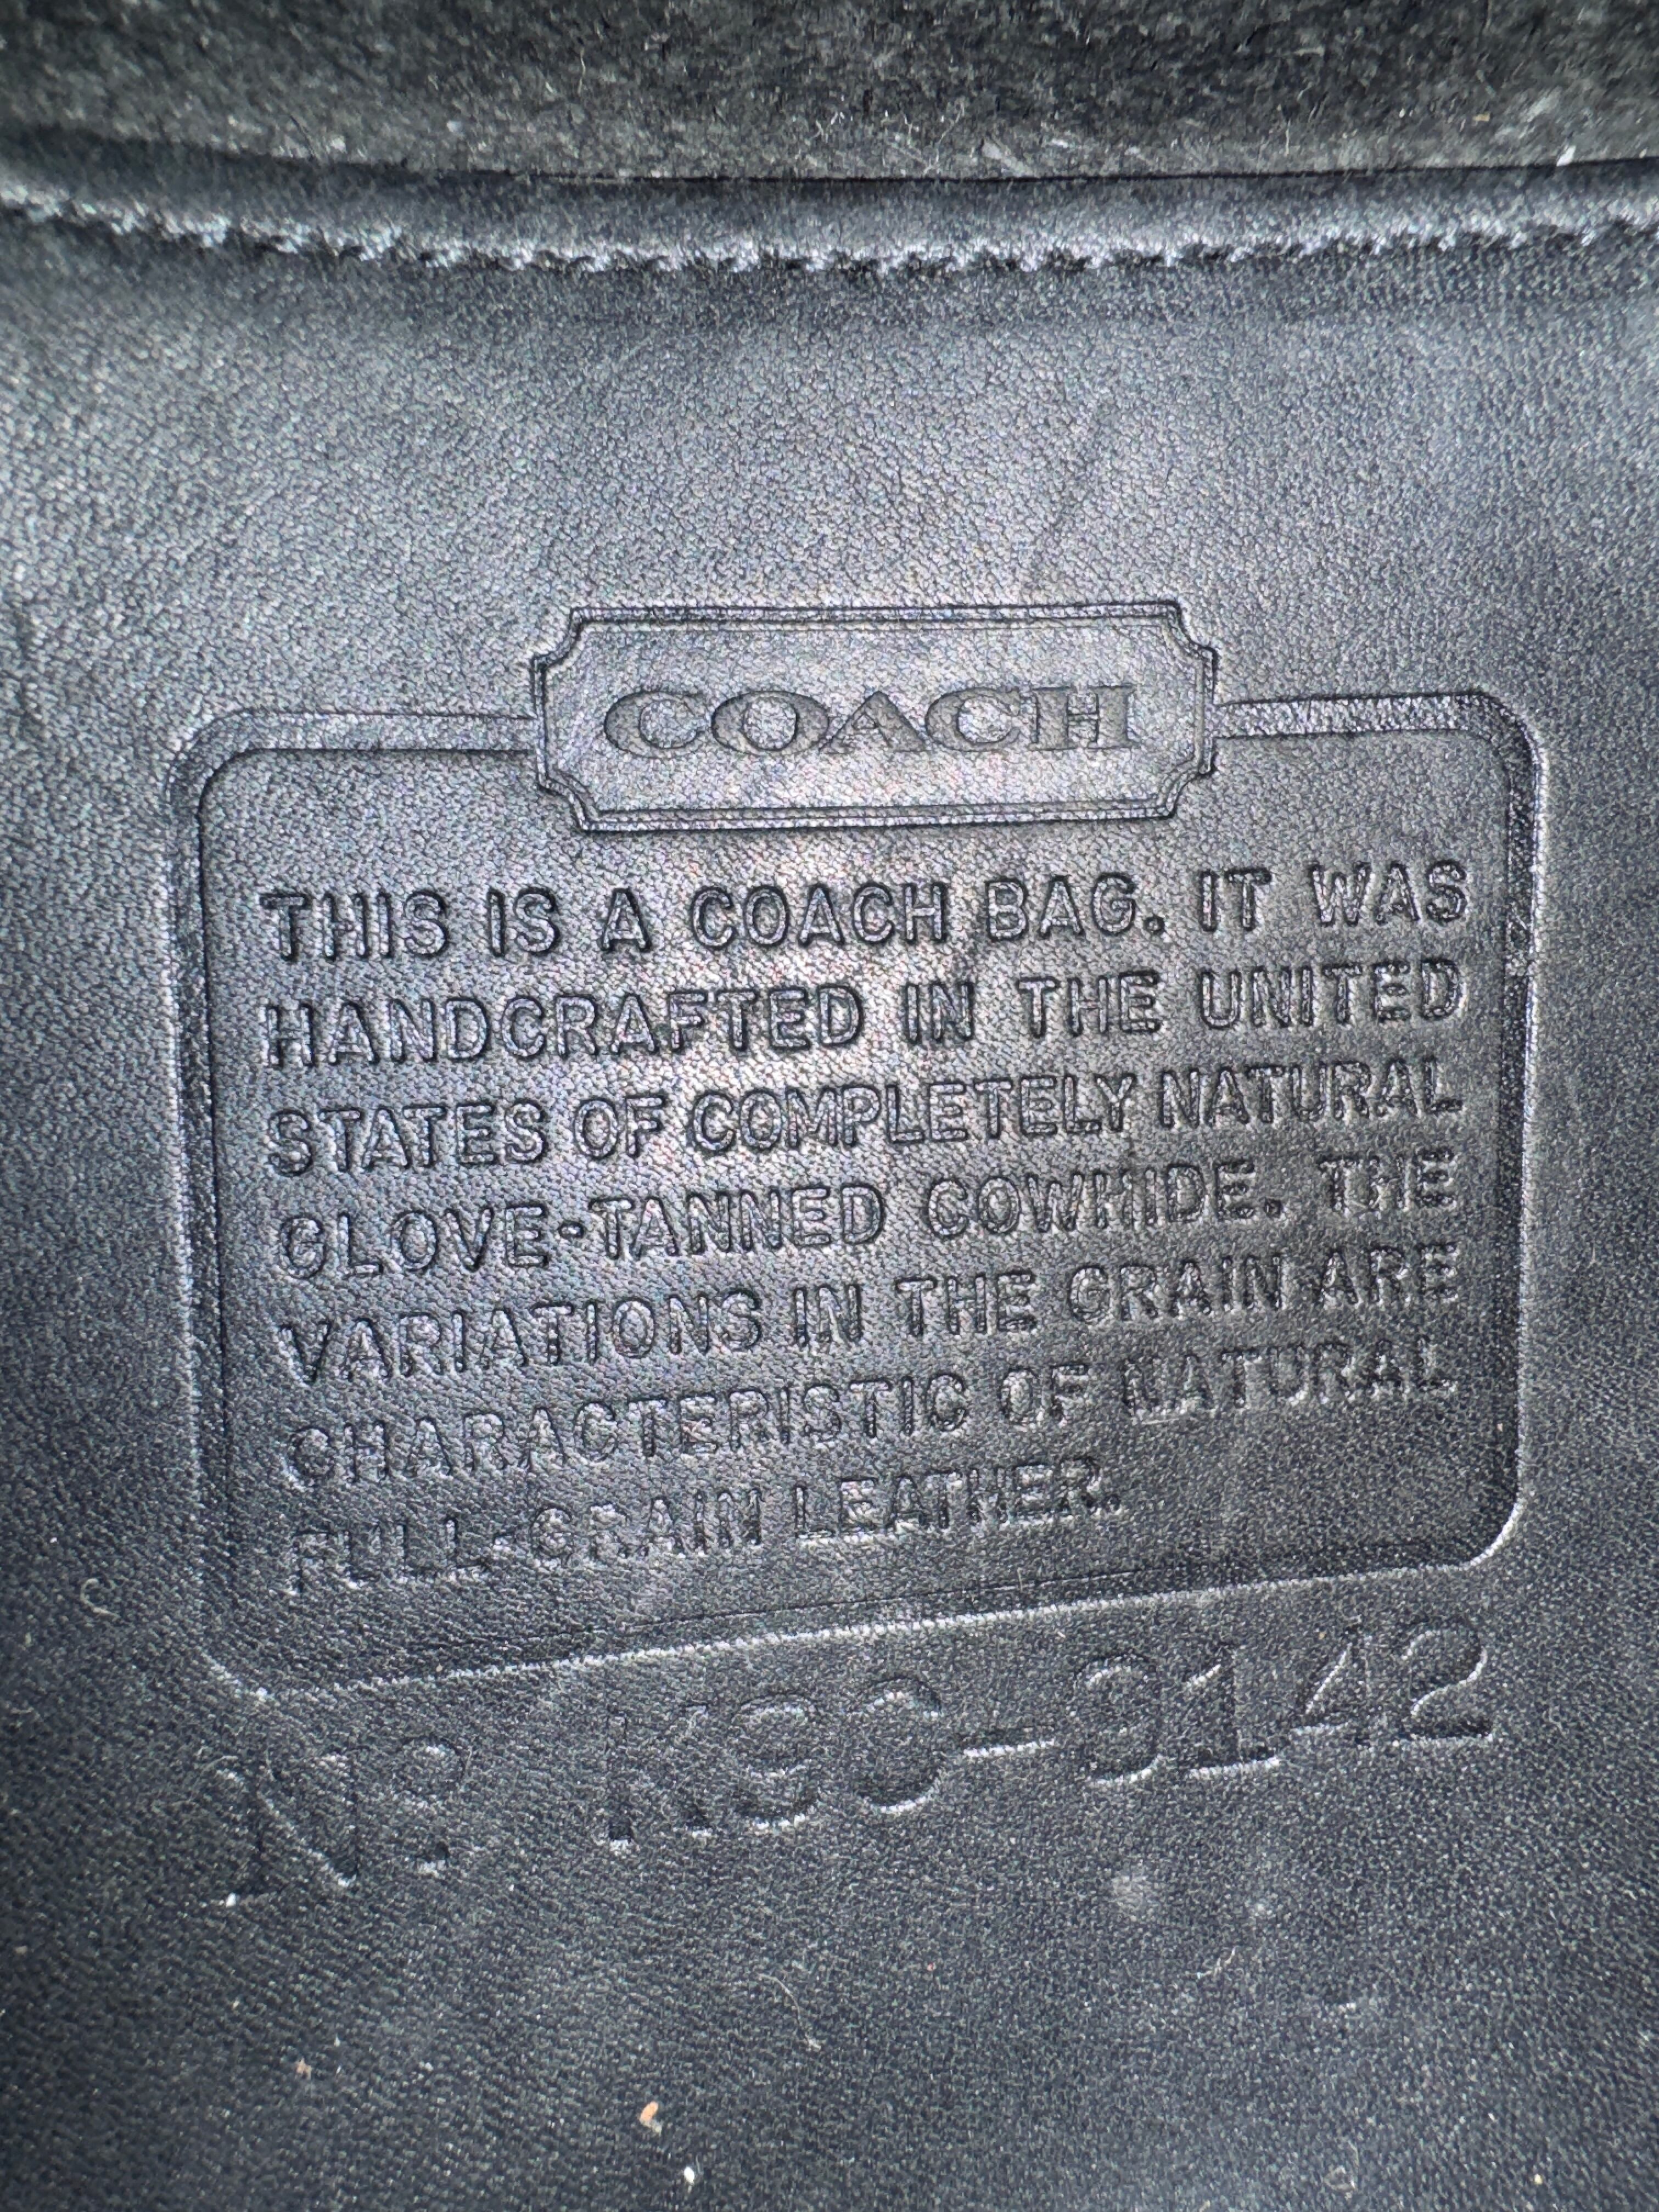 COACH
THIS IS A COACH BAG. IT WAS
HANDCRAFTED IN THE UNITED
STATES OF COMPLETELY NATURAL
GLOVE-TANNED COWHIDE. THE
VARIATIONS IN THE GRAIN ARE
CHARACTERISTIC OF NATURAL
FULL-GRAIN LEATHER.
Nº